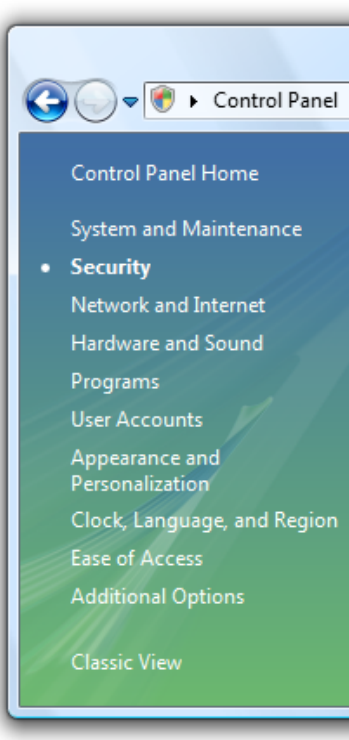 Control Panel
Control Panel Home
System and Maintenance
Security
Network and Internet
Hardware and Sound
Programs
User Accounts
Appearance and
Personalization
Clock, Language, and Region
Ease of Access
Additional Options
Classic View